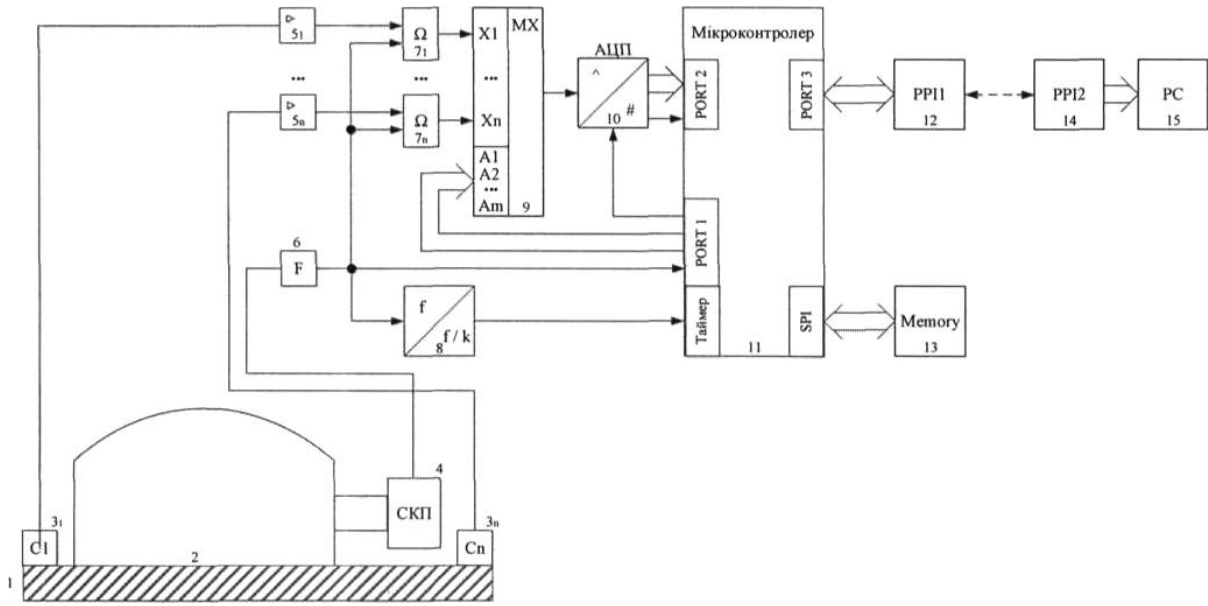 ▷
5₁
Ω
7₁
X1
MX
...
...
...
▷
5n
Ω
7n
Xn
A1
A2
...
Am
9
АЦП
^
#
10
Мікроконтролер
PORT 2
PORT 3
PORT 1
Таймер
SPI
11
PPI1
12
PPI2
14
PC
15
Memory
13
6
F
f
f / k
8
4
СКП
3₁
C1
2
3n
Cn
1